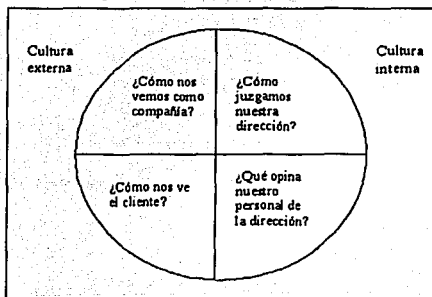 Cultura
externa
Cultura
interna
¿Cómo nos
vemos como
compañía?
¿Cómo
juzgamos
nuestra
dirección?
¿Cómo nos ve
el cliente?
¿Qué opina
nuestro
personal de
la dirección?